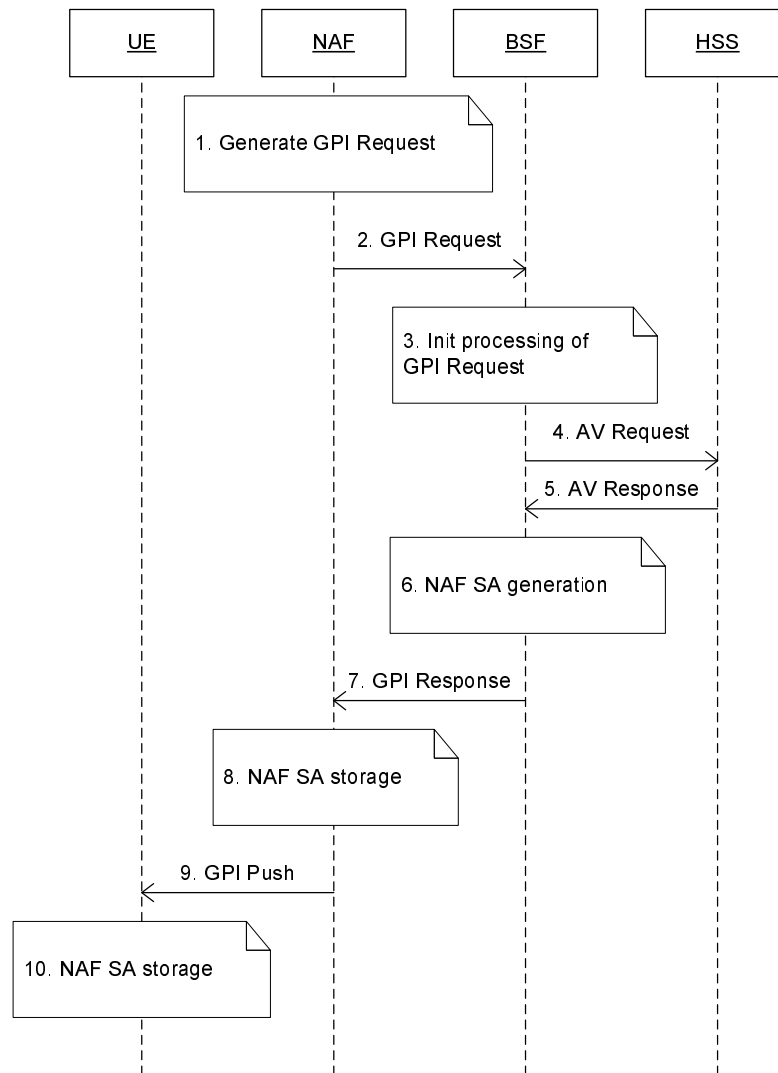 UE
NAF
BSF
HSS
1. Generate GPI Request
2. GPI Request
3. Init processing of
GPI Request
4. AV Request
5. AV Response
6. NAF SA generation
7. GPI Response
8. NAF SA storage
9. GPI Push
10. NAF SA storage